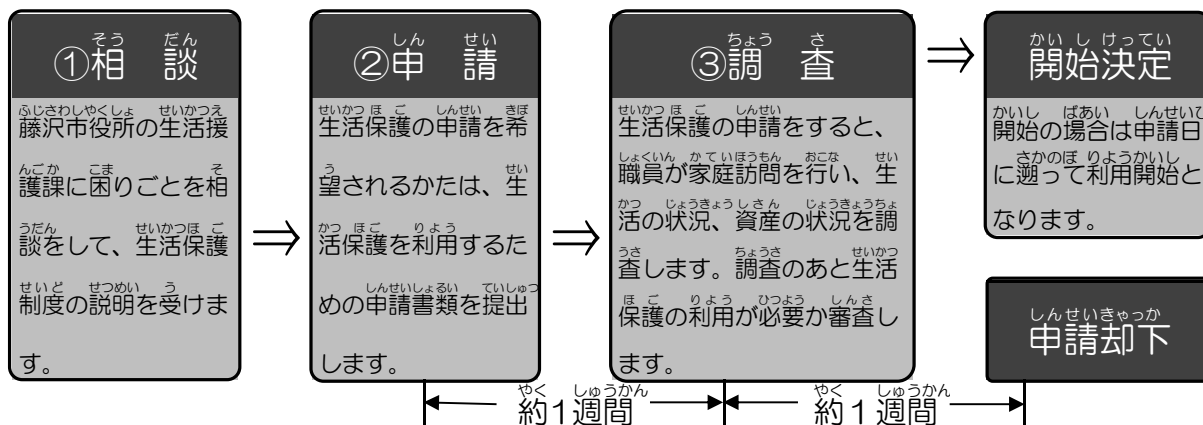 ①相談
藤沢市役所の生活援
護課に困りごとを相
談をして、生活保護
制度の説明を受けま
す。
②申請
生活保護の申請を希
望されるかたは、生
活保護を利用するた
めの申請書類を提出
します。
③調査
生活保護の申請をすると、
職員が家庭訪問を行い、生
活の状況、資産の状況を調
査します。調査のあと生活
保護の利用が必要か審査し
ます。
開始決定
開始の場合は申請日
に遡って利用開始と
なります。
申請却下
約1週間
約1週間